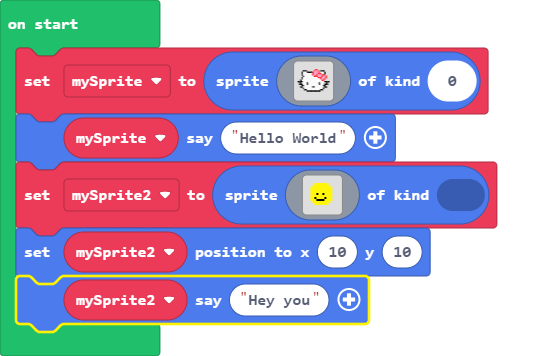 on start
set mySprite to sprite of kind 0
mySprite say "Hello World"
set mySprite2 to sprite of kind
set mySprite2 position to x 10 y 10
mySprite2 say "Hey you"